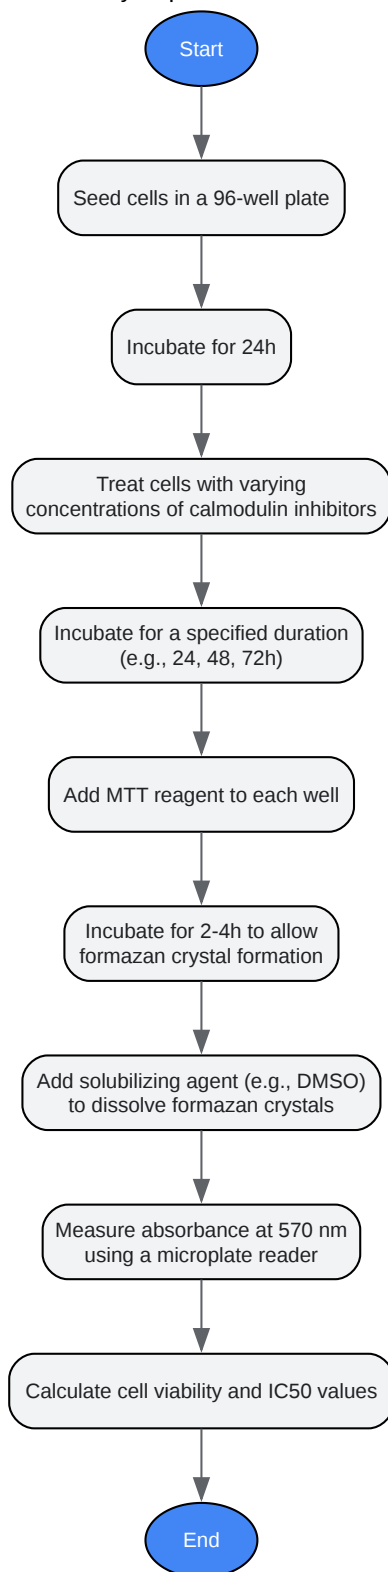 Start
Seed cells in a 96-well plate
Incubate for 24h
Treat cells with varying
concentrations of calmodulin inhibitors
Incubate for a specified duration
(e.g., 24, 48, 72h)
Add MTT reagent to each well
Incubate for 2-4h to allow
formazan crystal formation
Add solubilizing agent (e.g., DMSO)
to dissolve formazan crystals
Measure absorbance at 570 nm
using a microplate reader
Calculate cell viability and IC50 values
End